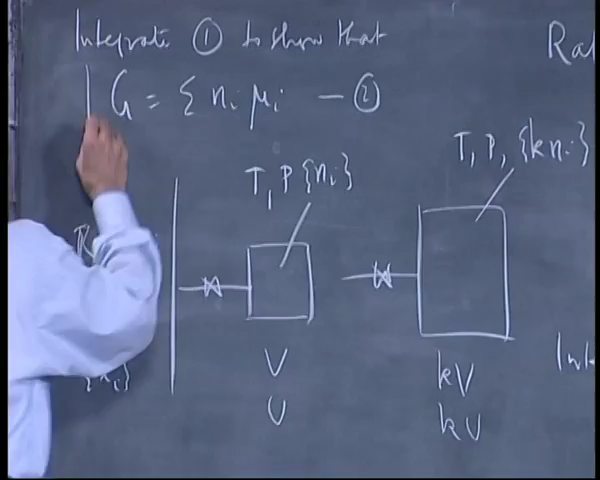 Integrate ① to show that
G = Σ nᵢ μᵢ — ②
T, P {nᵢ}
T, P, {k nᵢ}
V
U
kV
kU